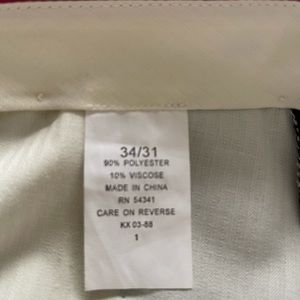 34/31
90% POLYESTER
10% VISCOSE
MADE IN CHINA
RN 54341
CARE ON REVERSE
KX 03-88
1